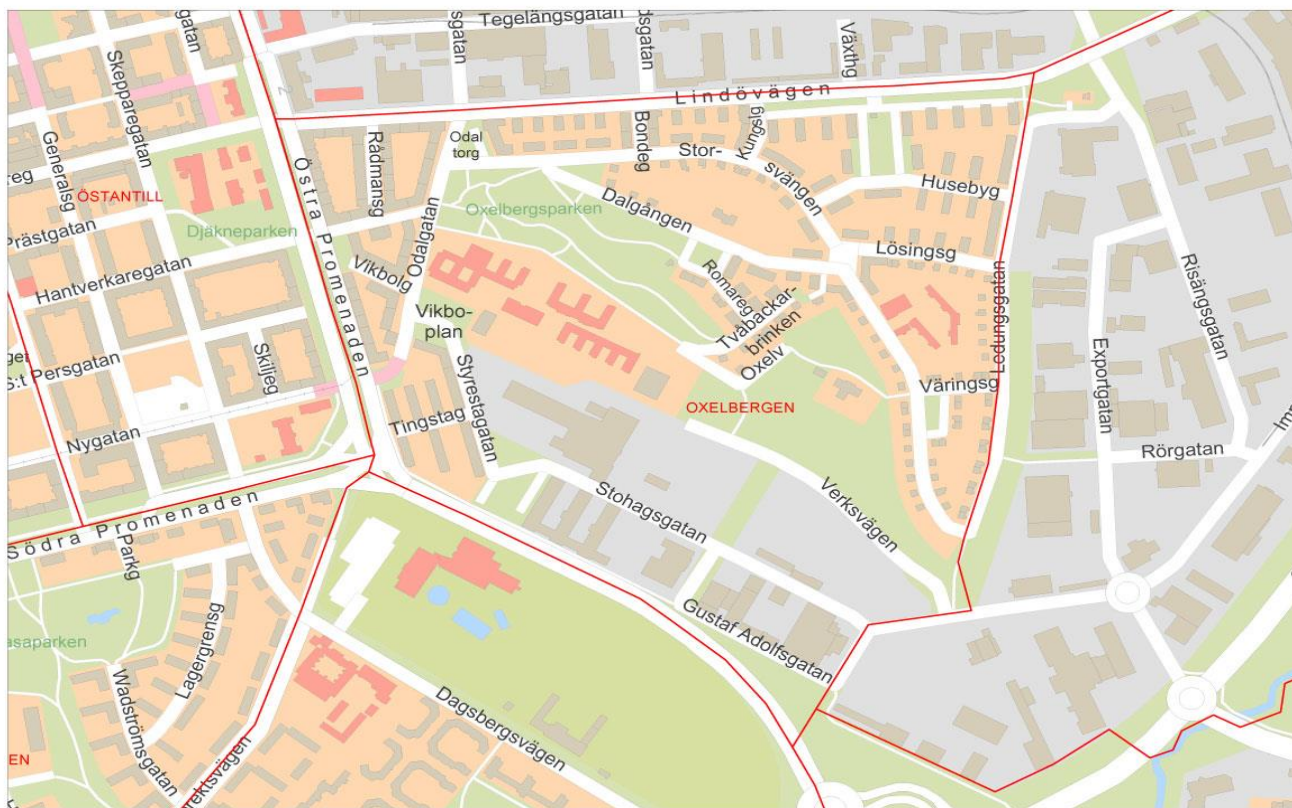 Tegelängsgatan
Skepparegatan
Växthg
Lindövägen
Generalsg
Östra Promenaden
Rådmansg
Odal
torg
Bondeg
Kungsg
Stor-
svängen
Husebyg
ÖSTANTILL
Djäkneparken
Oxelbergsparken
Dalgången
Lösingsg
Prästgatan
Hantverkaregatan
Vikbolg
Odalgatan
Romareg
Ledungsgatan
Risängsgatan
Vikbo-
plan
Tvåbackar-
brinken
Oxelv
S:t Persgatan
Skiljeg
Styrestagatan
Exportgatan
Väringsg
OXELBERGEN
Nygatan
Tingstag
Rörgatan
Stohagsgatan
Verksvägen
Södra Promenaden
Parkg
Lagergrensg
Gustaf Adolfsgatan
Wadströmsgatan
Dagsbergsvägen